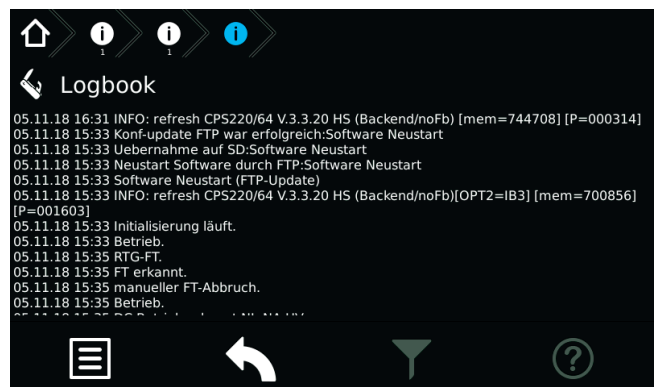 i
1
i
1
i
Logbook
05.11.18 16:31 INFO: refresh CPS220/64 V.3.3.20 HS (Backend/noFb) [mem=744708] [P=000314]
05.11.18 15:33 Konf-update FTP war erfolgreich:Software Neustart
05.11.18 15:33 Uebernahme auf SD:Software Neustart
05.11.18 15:33 Neustart Software durch FTP:Software Neustart
05.11.18 15:33 Software Neustart (FTP-Update)
05.11.18 15:33 INFO: refresh CPS220/64 V.3.3.20 HS (Backend/noFb)[OPT2=IB3] [mem=700856]
[P=001603]
05.11.18 15:33 Initialisierung läuft.
05.11.18 15:33 Betrieb.
05.11.18 15:35 RTG-FT.
05.11.18 15:35 FT erkannt.
05.11.18 15:35 manueller FT-Abbruch.
05.11.18 15:35 Betrieb.
?